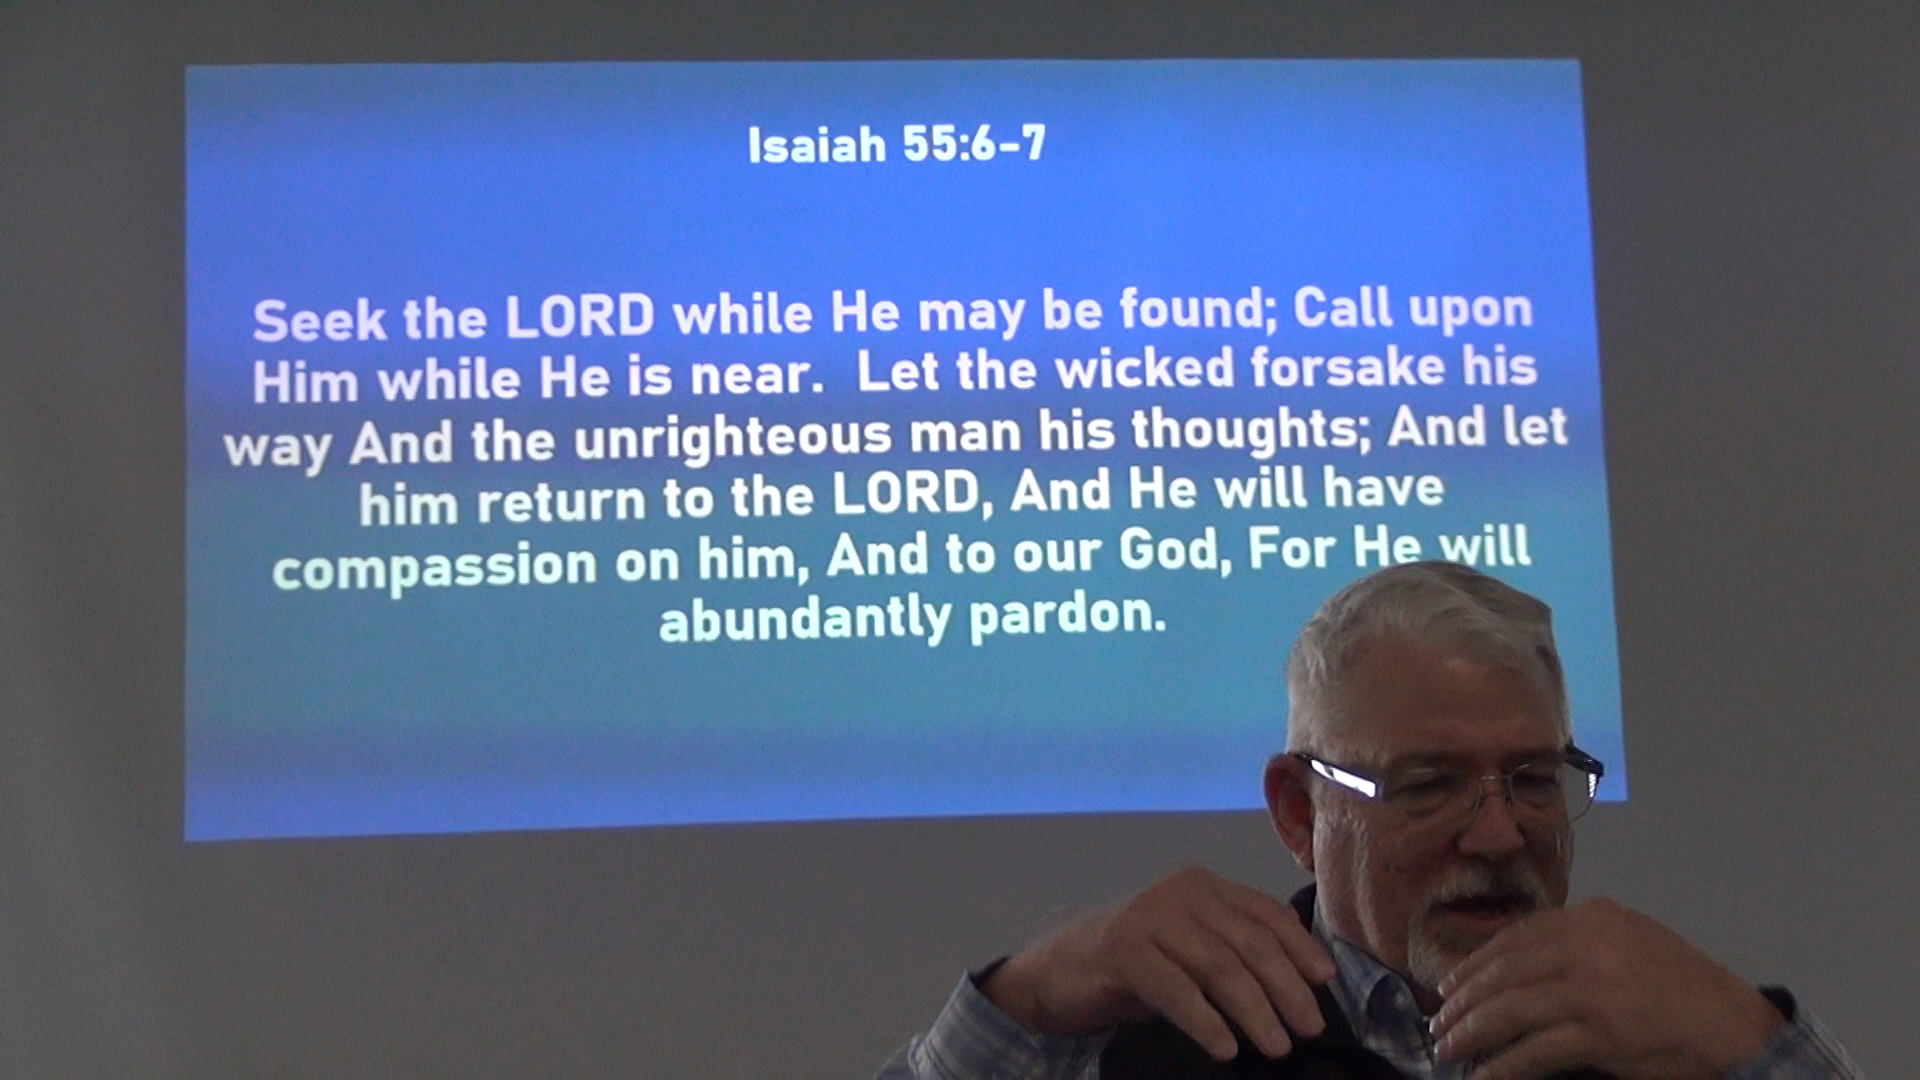 Isaiah 55:6-7
Seek the LORD while He may be found; Call upon
Him while He is near.  Let the wicked forsake his
way And the unrighteous man his thoughts; And let
him return to the LORD, And He will have
compassion on him, And to our God, For He will
abundantly pardon.